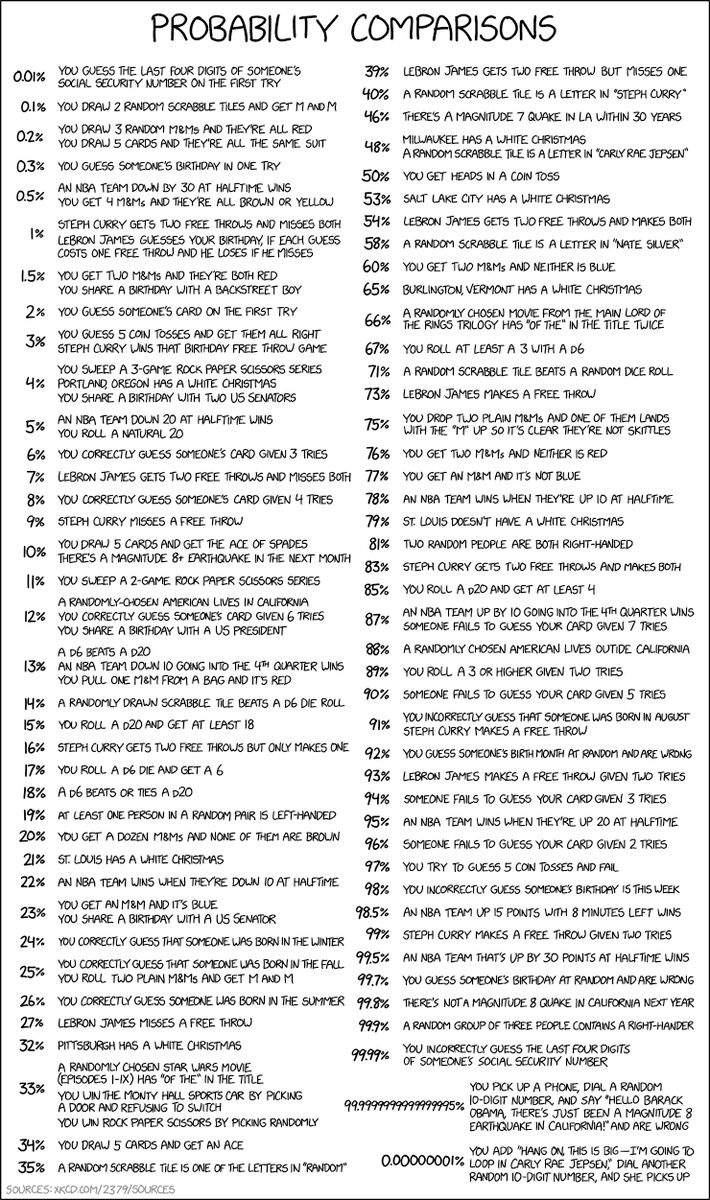 PROBABILITY COMPARISONS
0.01% YOU GUESS THE LAST FOUR DIGITS OF SOMEONE'S
SOCIAL SECURITY NUMBER ON THE FIRST TRY
0.1% YOU DRAW 2 RANDOM SCRABBLE TILES AND GET M AND M
0.2% YOU DRAW 3 RANDOM M&Ms AND THEY'RE ALL RED
YOU DRAW 5 CARDS AND THEY'RE ALL THE SAME SUIT
0.3% YOU GUESS SOMEONE'S BIRTHDAY IN ONE TRY
0.5% AN NBA TEAM DOWN BY 30 AT HALFTIME WINS
YOU GET 4 M&Ms AND THEY'RE ALL BROWN OR YELLOW
1% STEPH CURRY GETS TWO FREE THROWS AND MISSES BOTH
LEBRON JAMES GUESSES YOUR BIRTHDAY, IF EACH GUESS
COSTS ONE FREE THROW AND HE LOSES IF HE MISSES
1.5% YOU GET TWO M&Ms AND THEY'RE BOTH RED
YOU SHARE A BIRTHDAY WITH A BACKSTREET BOY
2% YOU GUESS SOMEONE'S CARD ON THE FIRST TRY
3% YOU GUESS 5 COIN TOSSES AND GET THEM ALL RIGHT
STEPH CURRY WINS THAT BIRTHDAY FREE THROW GAME
4% YOU SWEEP A 3-GAME ROCK PAPER SCISSORS SERIES
PORTLAND, OREGON HAS A WHITE CHRISTMAS
YOU SHARE A BIRTHDAY WITH TWO US SENATORS
5% AN NBA TEAM DOWN 20 AT HALFTIME WINS
YOU ROLL A NATURAL 20
6% YOU CORRECTLY GUESS SOMEONE'S CARD GIVEN 3 TRIES
7% LEBRON JAMES GETS TWO FREE THROWS AND MISSES BOTH
8% YOU CORRECTLY GUESS SOMEONE'S CARD GIVEN 4 TRIES
9% STEPH CURRY MISSES A FREE THROW
10% YOU DRAW 5 CARDS AND GET THE ACE OF SPADES
THERE'S A MAGNITUDE 8+ EARTHQUAKE IN THE NEXT MONTH
11% YOU SWEEP A 2-GAME ROCK PAPER SCISSORS SERIES
12% A RANDOMLY-CHOSEN AMERICAN LIVES IN CALIFORNIA
YOU CORRECTLY GUESS SOMEONE'S CARD GIVEN 6 TRIES
YOU SHARE A BIRTHDAY WITH A US PRESIDENT
13% A D6 BEATS A D20
AN NBA TEAM DOWN 10 GOING INTO THE 4TH QUARTER WINS
YOU PULL ONE M&M FROM A BAG AND IT'S RED
14% A RANDOMLY DRAWN SCRABBLE TILE BEATS A D6 DIE ROLL
15% YOU ROLL A D20 AND GET AT LEAST 18
16% STEPH CURRY GETS TWO FREE THROWS BUT ONLY MAKES ONE
17% YOU ROLL A D6 DIE AND GET A 6
18% A D6 BEATS OR TIES A D20
19% AT LEAST ONE PERSON IN A RANDOM PAIR IS LEFT-HANDED
20% YOU GET A DOZEN M&Ms AND NONE OF THEM ARE BROWN
21% ST. LOUIS HAS A WHITE CHRISTMAS
22% AN NBA TEAM WINS WHEN THEY'RE DOWN 10 AT HALFTIME
23% YOU GET AN M&M AND IT'S BLUE
YOU SHARE A BIRTHDAY WITH A US SENATOR
24% YOU CORRECTLY GUESS THAT SOMEONE WAS BORN IN THE WINTER
25% YOU CORRECTLY GUESS THAT SOMEONE WAS BORN IN THE FALL
YOU ROLL TWO PLAIN M&Ms AND GET M AND M
26% YOU CORRECTLY GUESS SOMEONE WAS BORN IN THE SUMMER
27% LEBRON JAMES MISSES A FREE THROW
32% PITTSBURGH HAS A WHITE CHRISTMAS
33% A RANDOMLY CHOSEN STAR WARS MOVIE
(EPISODES I-IX) HAS "OF THE" IN THE TITLE
YOU WIN THE MONTY HALL SPORTS CAR BY PICKING
A DOOR AND REFUSING TO SWITCH
YOU WIN ROCK PAPER SCISSORS BY PICKING RANDOMLY
34% YOU DRAW 5 CARDS AND GET AN ACE
35% A RANDOM SCRABBLE TILE IS ONE OF THE LETTERS IN "RANDOM"
39% LEBRON JAMES GETS TWO FREE THROW BUT MISSES ONE
40% A RANDOM SCRABBLE TILE IS A LETTER IN "STEPH CURRY"
46% THERE'S A MAGNITUDE 7 QUAKE IN LA WITHIN 30 YEARS
48% MILWAUKEE HAS A WHITE CHRISTMAS
A RANDOM SCRABBLE TILE IS A LETTER IN "CARLY RAE JEPSEN"
50% YOU GET HEADS IN A COIN TOSS
53% SALT LAKE CITY HAS A WHITE CHRISTMAS
54% LEBRON JAMES GETS TWO FREE THROWS AND MAKES BOTH
58% A RANDOM SCRABBLE TILE IS A LETTER IN "NATE SILVER"
60% YOU GET TWO M&Ms AND NEITHER IS BLUE
65% BURLINGTON, VERMONT HAS A WHITE CHRISTMAS
66% A RANDOMLY CHOSEN MOVIE FROM THE MAIN LORD OF
THE RINGS TRILOGY HAS "OF THE" IN THE TITLE TWICE
67% YOU ROLL AT LEAST A 3 WITH A D6
71% A RANDOM SCRABBLE TILE BEATS A RANDOM DICE ROLL
73% LEBRON JAMES MAKES A FREE THROW
75% YOU DROP TWO PLAIN M&Ms AND ONE OF THEM LANDS
WITH THE "M" UP SO IT'S CLEAR THEY'RE NOT SKITTLES
76% YOU GET TWO M&Ms AND NEITHER IS RED
77% YOU GET AN M&M AND IT'S NOT BLUE
78% AN NBA TEAM WINS WHEN THEY'RE UP 10 AT HALFTIME
79% ST. LOUIS DOESN'T HAVE A WHITE CHRISTMAS
81% TWO RANDOM PEOPLE ARE BOTH RIGHT-HANDED
83% STEPH CURRY GETS TWO FREE THROWS AND MAKES BOTH
85% YOU ROLL A D20 AND GET AT LEAST 4
87% AN NBA TEAM UP BY 10 GOING INTO THE 4TH QUARTER WINS
SOMEONE FAILS TO GUESS YOUR CARD GIVEN 7 TRIES
88% A RANDOMLY CHOSEN AMERICAN LIVES OUTIDE CALIFORNIA
89% YOU ROLL A 3 OR HIGHER GIVEN TWO TRIES
90% SOMEONE FAILS TO GUESS YOUR CARD GIVEN 5 TRIES
91% YOU INCORRECTLY GUESS THAT SOMEONE WAS BORN IN AUGUST
STEPH CURRY MAKES A FREE THROW
92% YOU GUESS SOMEONE'S BIRTH MONTH AT RANDOM AND ARE WRONG
93% LEBRON JAMES MAKES A FREE THROW GIVEN TWO TRIES
94% SOMEONE FAILS TO GUESS YOUR CARD GIVEN 3 TRIES
95% AN NBA TEAM WINS WHEN THEY'RE UP 20 AT HALFTIME
96% SOMEONE FAILS TO GUESS YOUR CARD GIVEN 2 TRIES
97% YOU TRY TO GUESS 5 COIN TOSSES AND FAIL
98% YOU INCORRECTLY GUESS SOMEONE'S BIRTHDAY IS THIS WEEK
98.5% AN NBA TEAM UP 15 POINTS WITH 8 MINUTES LEFT WINS
99% STEPH CURRY MAKES A FREE THROW GIVEN TWO TRIES
99.5% AN NBA TEAM THAT'S UP BY 30 POINTS AT HALFTIME WINS
99.7% YOU GUESS SOMEONE'S BIRTHDAY AT RANDOM AND ARE WRONG
99.8% THERE'S NOT A MAGNITUDE 8 QUAKE IN CALIFORNIA NEXT YEAR
99.9% A RANDOM GROUP OF THREE PEOPLE CONTAINS A RIGHT-HANDER
99.99% YOU INCORRECTLY GUESS THE LAST FOUR DIGITS
OF SOMEONE'S SOCIAL SECURITY NUMBER
99.9999999999999995% YOU PICK UP A PHONE, DIAL A RANDOM
10-DIGIT NUMBER, AND SAY "HELLO BARACK
OBAMA, THERE'S JUST BEEN A MAGNITUDE 8
EARTHQUAKE IN CALIFORNIA!" AND ARE WRONG
0.00000001% YOU ADD "HANG ON, THIS IS BIG—I'M GOING TO
LOOP IN CARLY RAE JEPSEN," DIAL ANOTHER
RANDOM 10-DIGIT NUMBER, AND SHE PICKS UP
SOURCES: XKCD.COM/2379/SOURCES